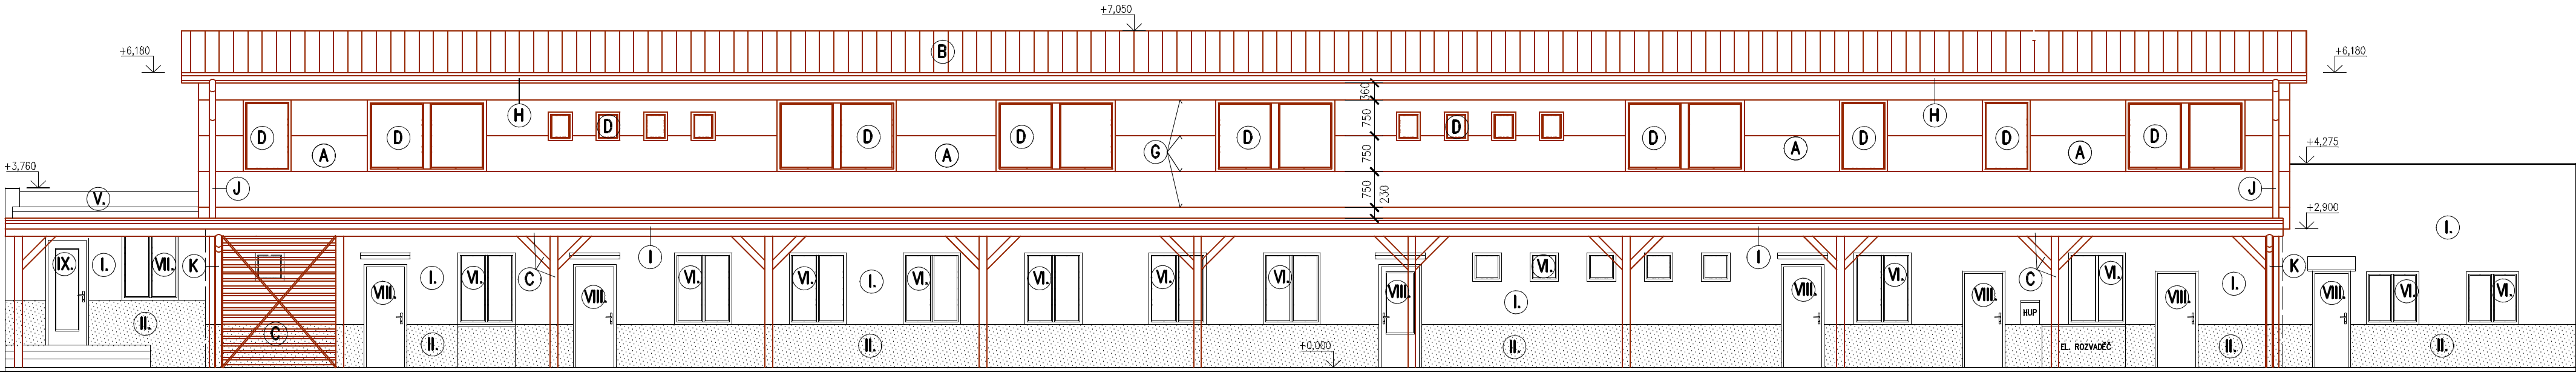 +7,050
+6,180
B
+6,180
360
H
H
D
D
D
D
D
D
D
D
D
D
D
750
A
A
G
A
A
750
+4,275
+3,760
J
750
230
J
V.
+2,900
I.
IX.
I.
VII.
K
I
I
VIII.
I.
VI.
C
VIII.
VI.
VI.
I.
VI.
VI.
VI.
VI.
VIII.
VI.
I.
VIII.
VI.
VIII.
C
VI.
VIII.
I.
K
VIII.
VI.
VI.
HUP
II.
C
II.
II.
+0,000
II.
EL. ROZVADĚČ
II.
II.